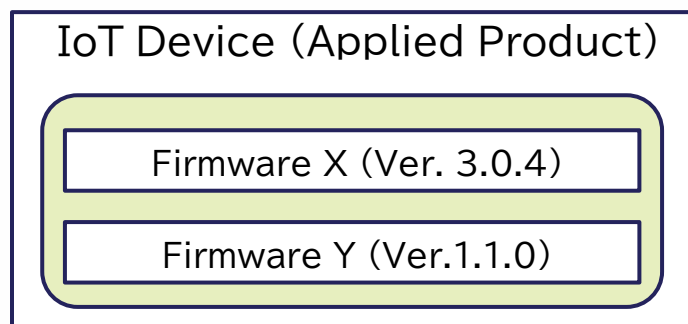 IoT Device (Applied Product)
Firmware X (Ver. 3.0.4)
Firmware Y (Ver.1.1.0)